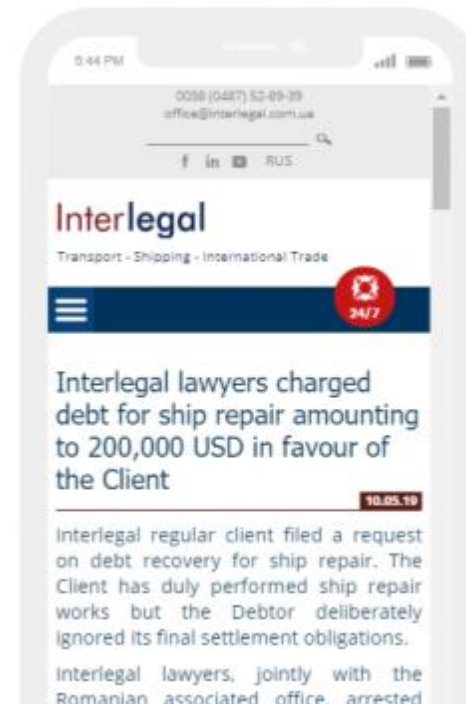 5:44 PM
0038 (0487) 52-89-39
office@interlegal.com.ua
f in RUS
Interlegal
Transport - Shipping - International Trade
24/7
Interlegal lawyers charged
debt for ship repair amounting
to 200,000 USD in favour of
the Client
10.05.19
Interlegal regular client filed a request
on debt recovery for ship repair. The
Client has duly performed ship repair
works but the Debtor deliberately
ignored its final settlement obligations.
Interlegal lawyers, jointly with the
Romanian associated office, arrested